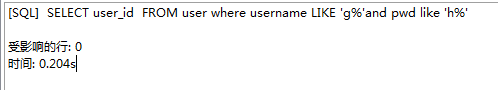 [SQL] SELECT user_id FROM user where username LIKE 'g%'and pwd like 'h%'
受影响的行: 0
时间: 0.204s